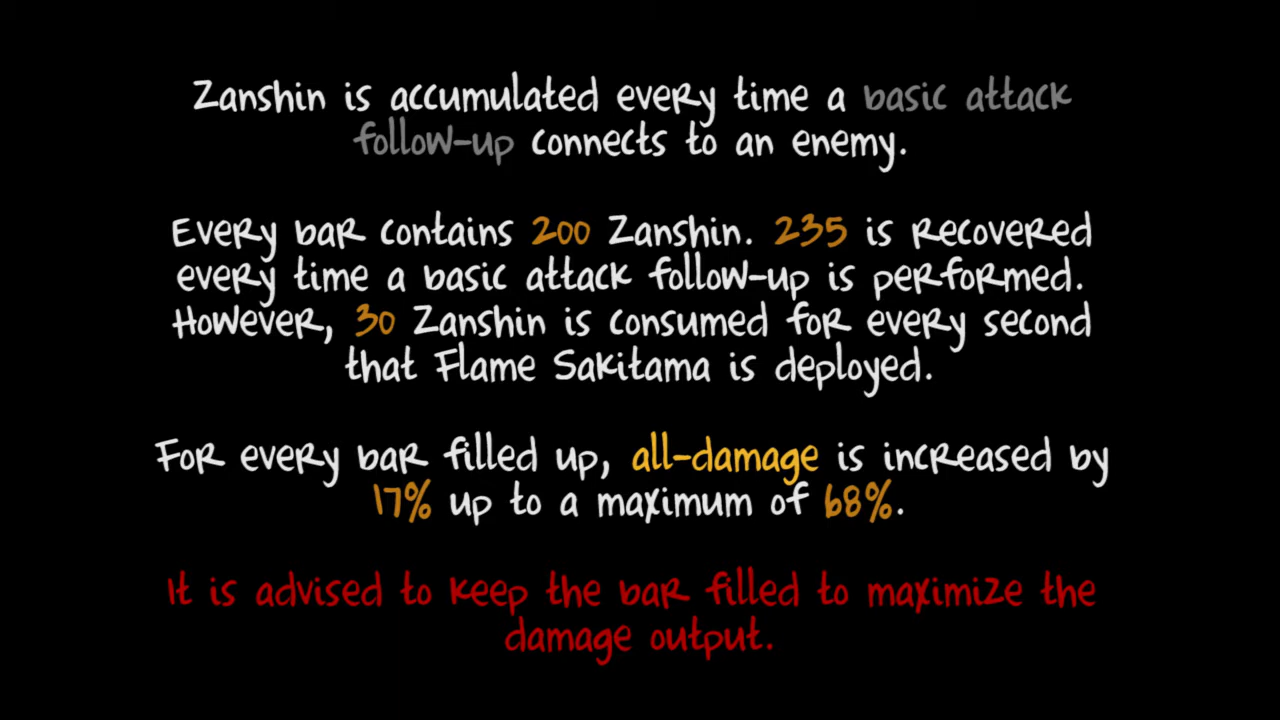 Zanshin is accumulated every time a basic attack
follow-up connects to an enemy.
Every bar contains 200 Zanshin. 235 is recovered
every time a basic attack follow-up is performed.
However, 30 Zanshin is consumed for every second
that Flame Sakitama is deployed.
For every bar filled up, all-damage is increased by
17% up to a maximum of 68%.
It is advised to keep the bar filled to maximize the
damage output.